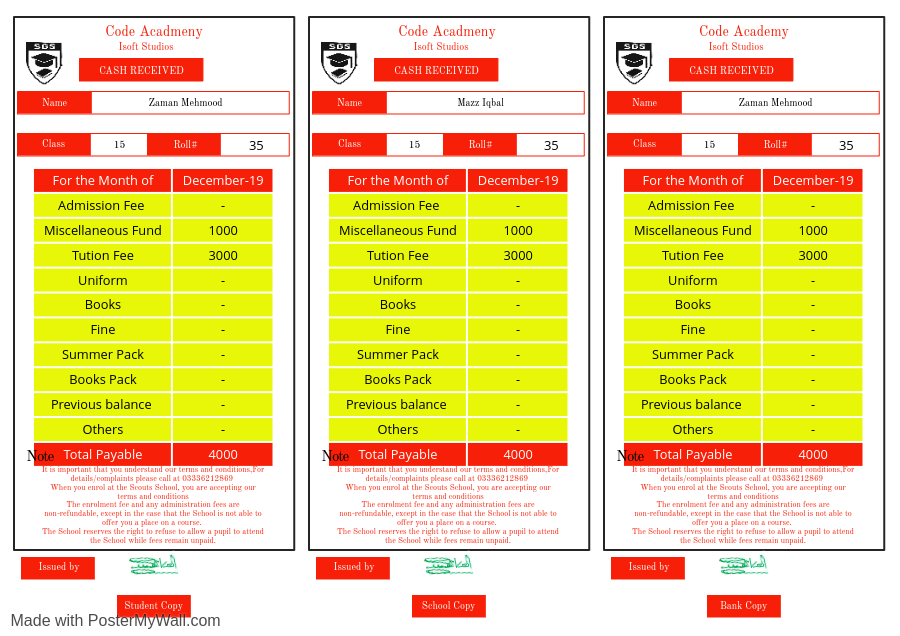 Code Acadmeny
Isoft Studios
SGS
CASH RECEIVED
Name Zaman Mehmood
Class 15 Roll# 35
For the Month of December-19
Admission Fee -
Miscellaneous Fund 1000
Tution Fee 3000
Uniform -
Books -
Fine -
Summer Pack -
Books Pack -
Previous balance -
Others -
Note Total Payable 4000
It is important that you understand our terms and conditions,For
details/complaints please call at 03336212869
When you enrol at the Scouts School, you are accepting our
terms and conditions
The enrolment fee and any administration fees are
non-refundable, except in the case that the School is not able to
offer you a place on a course.
The School reserves the right to refuse to allow a pupil to attend
the School while fees remain unpaid.
Issued by
Student Copy
Code Acadmeny
Isoft Studios
SGS
CASH RECEIVED
Name Mazz Iqbal
Class 15 Roll# 35
For the Month of December-19
Admission Fee -
Miscellaneous Fund 1000
Tution Fee 3000
Uniform -
Books -
Fine -
Summer Pack -
Books Pack -
Previous balance -
Others -
Note Total Payable 4000
It is important that you understand our terms and conditions,For
details/complaints please call at 03336212869
When you enrol at the Scouts School, you are accepting our
terms and conditions
The enrolment fee and any administration fees are
non-refundable, except in the case that the School is not able to
offer you a place on a course.
The School reserves the right to refuse to allow a pupil to attend
the School while fees remain unpaid.
Issued by
School Copy
Code Academy
Isoft Studios
SGS
CASH RECEIVED
Name Zaman Mehmood
Class 15 Roll# 35
For the Month of December-19
Admission Fee -
Miscellaneous Fund 1000
Tution Fee 3000
Uniform -
Books -
Fine -
Summer Pack -
Books Pack -
Previous balance -
Others -
Note Total Payable 4000
It is important that you understand our terms and conditions,For
details/complaints please call at 03336212869
When you enrol at the Scouts School, you are accepting our
terms and conditions
The enrolment fee and any administration fees are
non-refundable, except in the case that the School is not able to
offer you a place on a course.
The School reserves the right to refuse to allow a pupil to attend
the School while fees remain unpaid.
Issued by
Bank Copy
Made with PosterMyWall.com